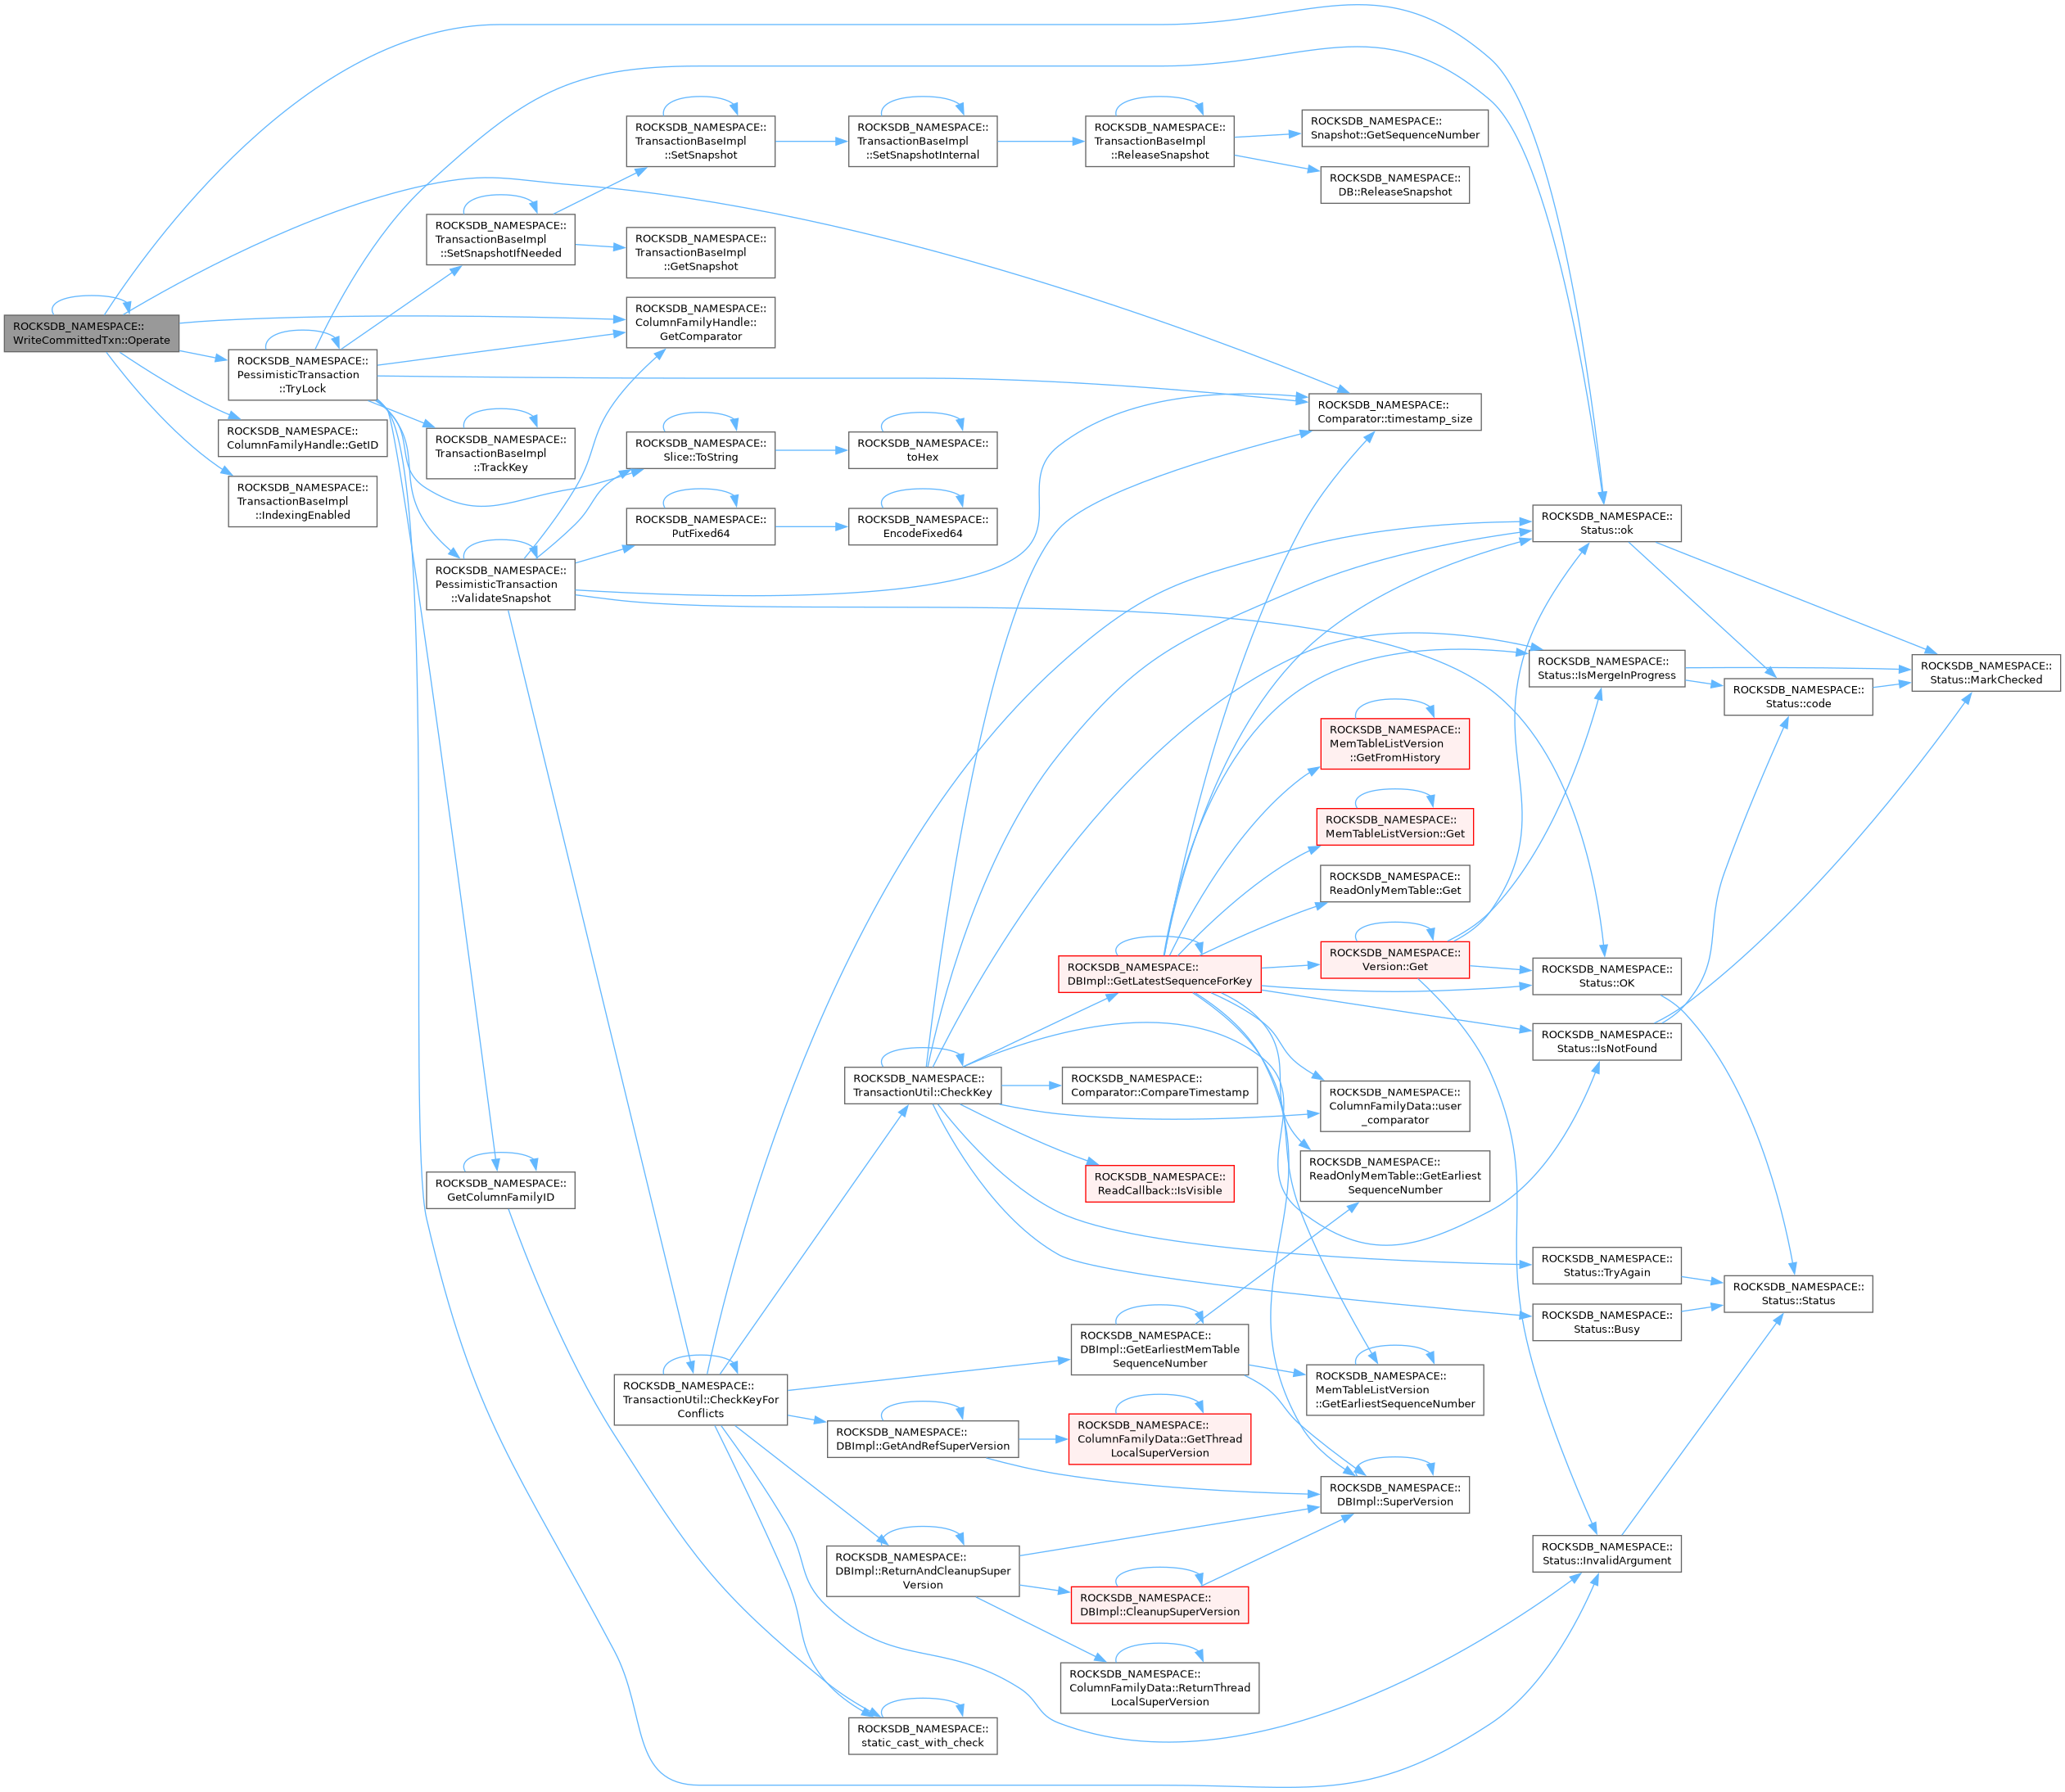 ROCKSDB_NAMESPACE::
WriteCommittedTxn::Operate
ROCKSDB_NAMESPACE::
PessimisticTransaction
::TryLock
ROCKSDB_NAMESPACE::
ColumnFamilyHandle::GetID
ROCKSDB_NAMESPACE::
TransactionBaseImpl
::IndexingEnabled
ROCKSDB_NAMESPACE::
TransactionBaseImpl
::SetSnapshotIfNeeded
ROCKSDB_NAMESPACE::
TransactionBaseImpl
::TrackKey
ROCKSDB_NAMESPACE::
PessimisticTransaction
::ValidateSnapshot
ROCKSDB_NAMESPACE::
GetColumnFamilyID
ROCKSDB_NAMESPACE::
TransactionBaseImpl
::SetSnapshot
ROCKSDB_NAMESPACE::
TransactionBaseImpl
::GetSnapshot
ROCKSDB_NAMESPACE::
ColumnFamilyHandle::
GetComparator
ROCKSDB_NAMESPACE::
Slice::ToString
ROCKSDB_NAMESPACE::
PutFixed64
ROCKSDB_NAMESPACE::
TransactionUtil::CheckKeyFor
Conflicts
ROCKSDB_NAMESPACE::
TransactionBaseImpl
::SetSnapshotInternal
ROCKSDB_NAMESPACE::
toHex
ROCKSDB_NAMESPACE::
EncodeFixed64
ROCKSDB_NAMESPACE::
TransactionUtil::CheckKey
ROCKSDB_NAMESPACE::
DBImpl::GetAndRefSuperVersion
ROCKSDB_NAMESPACE::
DBImpl::ReturnAndCleanupSuper
Version
ROCKSDB_NAMESPACE::
static_cast_with_check
ROCKSDB_NAMESPACE::
TransactionBaseImpl
::ReleaseSnapshot
ROCKSDB_NAMESPACE::
DBImpl::GetLatestSequenceForKey
ROCKSDB_NAMESPACE::
Comparator::CompareTimestamp
ROCKSDB_NAMESPACE::
ReadCallback::IsVisible
ROCKSDB_NAMESPACE::
DBImpl::GetEarliestMemTable
SequenceNumber
ROCKSDB_NAMESPACE::
ColumnFamilyData::GetThread
LocalSuperVersion
ROCKSDB_NAMESPACE::
DBImpl::CleanupSuperVersion
ROCKSDB_NAMESPACE::
ColumnFamilyData::ReturnThread
LocalSuperVersion
ROCKSDB_NAMESPACE::
Snapshot::GetSequenceNumber
ROCKSDB_NAMESPACE::
DB::ReleaseSnapshot
ROCKSDB_NAMESPACE::
Comparator::timestamp_size
ROCKSDB_NAMESPACE::
MemTableListVersion
::GetFromHistory
ROCKSDB_NAMESPACE::
MemTableListVersion::Get
ROCKSDB_NAMESPACE::
ReadOnlyMemTable::Get
ROCKSDB_NAMESPACE::
Version::Get
ROCKSDB_NAMESPACE::
ColumnFamilyData::user
_comparator
ROCKSDB_NAMESPACE::
ReadOnlyMemTable::GetEarliest
SequenceNumber
ROCKSDB_NAMESPACE::
MemTableListVersion
::GetEarliestSequenceNumber
ROCKSDB_NAMESPACE::
DBImpl::SuperVersion
ROCKSDB_NAMESPACE::
Status::ok
ROCKSDB_NAMESPACE::
Status::IsMergeInProgress
ROCKSDB_NAMESPACE::
Status::OK
ROCKSDB_NAMESPACE::
Status::IsNotFound
ROCKSDB_NAMESPACE::
Status::TryAgain
ROCKSDB_NAMESPACE::
Status::Busy
ROCKSDB_NAMESPACE::
Status::InvalidArgument
ROCKSDB_NAMESPACE::
Status::code
ROCKSDB_NAMESPACE::
Status::Status
ROCKSDB_NAMESPACE::
Status::MarkChecked